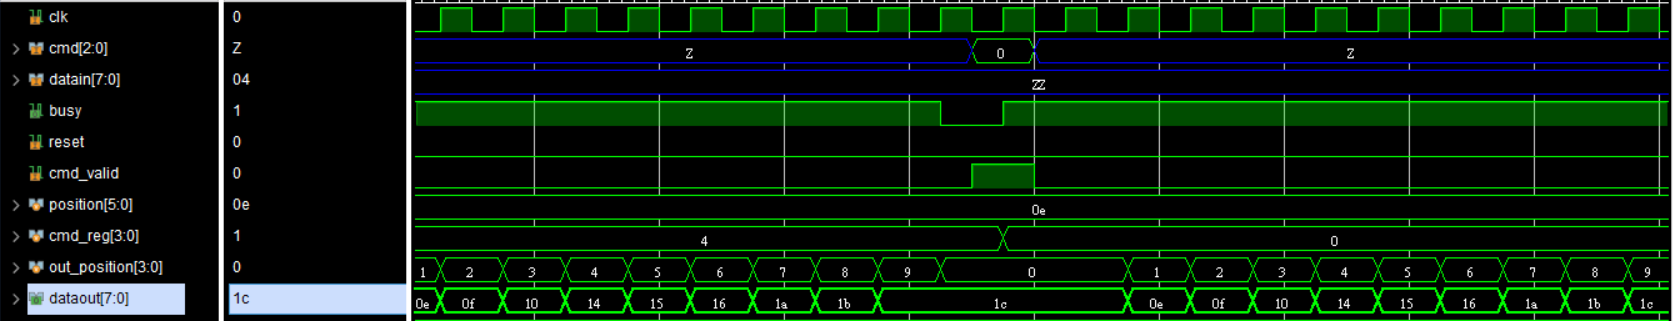 clk 0
cmd[2:0] Z Z 0 Z
datain[7:0] 04 ZZ
busy 1
reset 0
cmd_valid 0
position[5:0] 0e 0e
cmd_reg[3:0] 1 4 0
out_position[3:0] 0 1 2 3 4 5 6 7 8 9 0 1 2 3 4 5 6 7 8 9
dataout[7:0] 1c 0e 0f 10 14 15 16 1a 1b 1c 0e 0f 10 14 15 16 1a 1b 1c